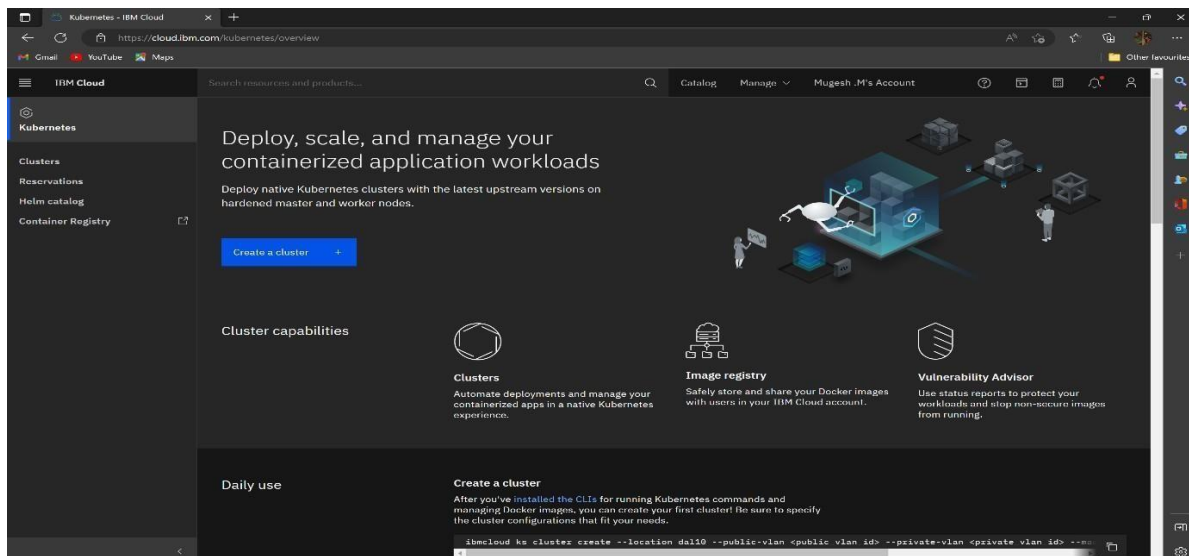 Kubernetes - IBM Cloud
https://cloud.ibm.com/kubernetes/overview
Gmail
YouTube
Maps
Other favourites
IBM Cloud
Search resources and products...
Catalog
Manage
Mugesh .M's Account
Kubernetes
Clusters
Reservations
Helm catalog
Container Registry
Deploy, scale, and manage your
containerized application workloads
Deploy native Kubernetes clusters with the latest upstream versions on
hardened master and worker nodes.
Create a cluster +
Cluster capabilities
Clusters
Automate deployments and manage your
containerized apps in a native Kubernetes
experience.
Image registry
Safely store and share your Docker images
with users in your IBM Cloud account.
Vulnerability Advisor
Use status reports to protect your
workloads and stop non-secure images
from running.
Daily use
Create a cluster
After you've installed the CLIs for running Kubernetes commands and
managing Docker images, you can create your first cluster! Be sure to specify
the cluster configurations that fit your needs.
ibmcloud ks cluster create --location dal10 --public-vlan <public vlan id> --private-vlan <private vlan id>